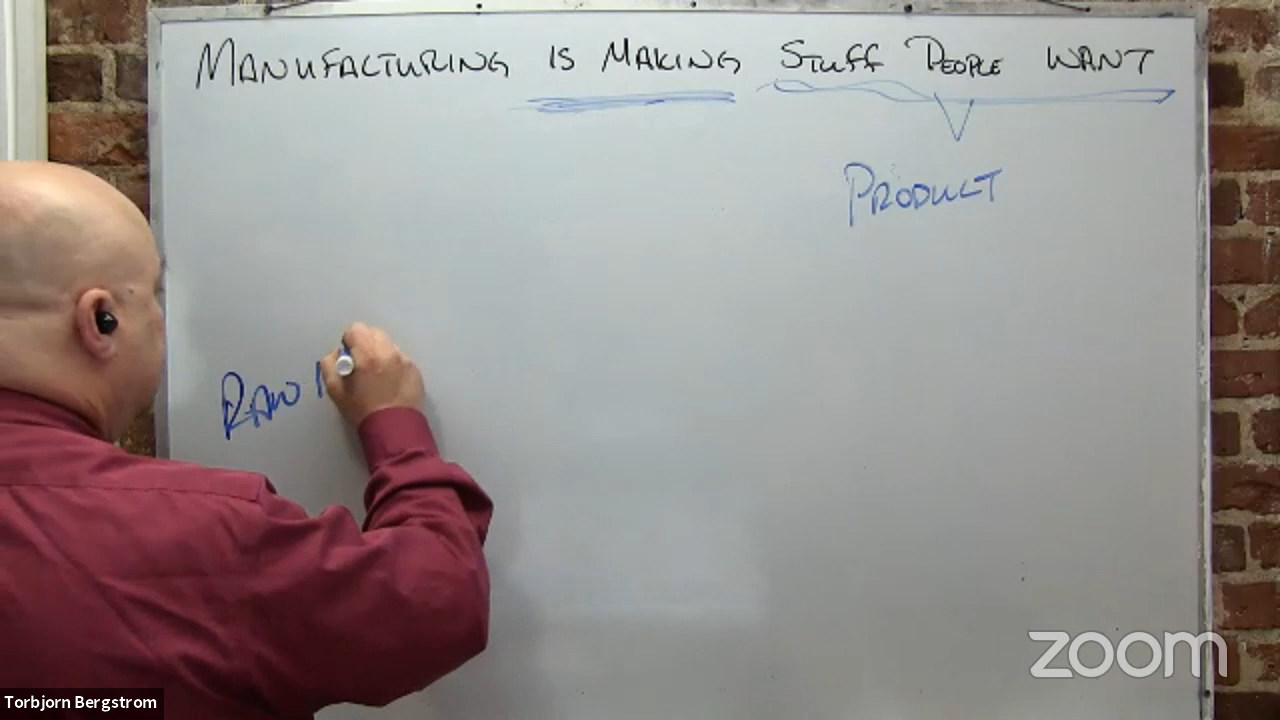 MANUFACTURING IS MAKING STUFF PEOPLE WANT
PRODUCT
RAW
zoom
Torbjorn Bergstrom